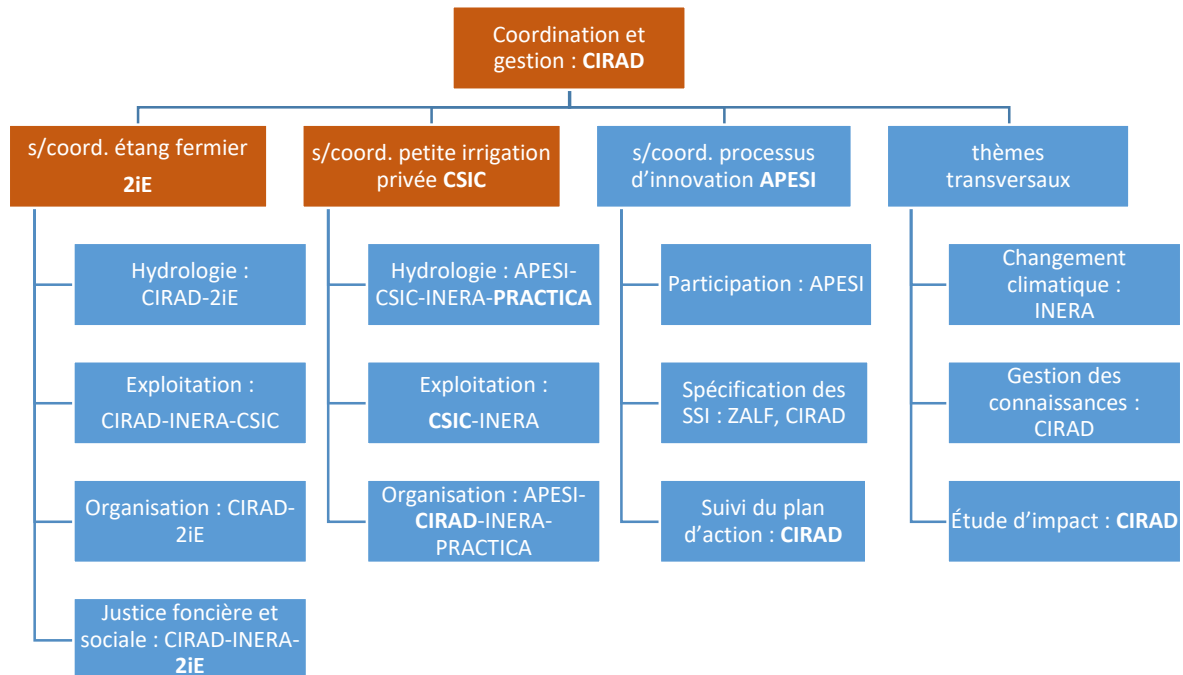 Coordination et
gestion : CIRAD
s/coord. étang fermier
2iE
s/coord. petite irrigation
privée CSIC
s/coord. processus
d’innovation APESI
thèmes
transversaux
Hydrologie :
CIRAD-2iE
Hydrologie : APESI-
CSIC-INERA-PRACTICA
Participation : APESI
Changement
climatique :
INERA
Exploitation :
CIRAD-INERA-CSIC
Exploitation :
CSIC-INERA
Spécification des
SSI : ZALF, CIRAD
Gestion des
connaissances :
CIRAD
Organisation : CIRAD-
2iE
Organisation : APESI-
CIRAD-INERA-
PRACTICA
Suivi du plan
d’action : CIRAD
Étude d’impact : CIRAD
Justice foncière et
sociale : CIRAD-INERA-
2iE